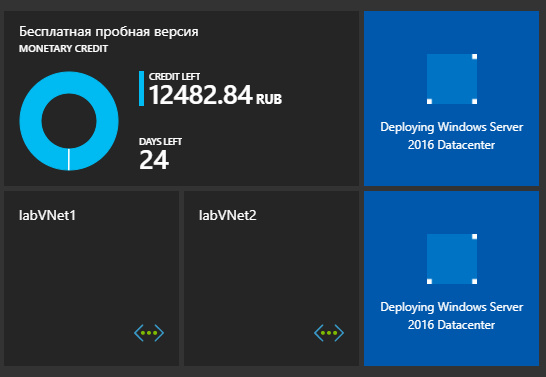 Бесплатная пробная версия
MONETARY CREDIT
CREDIT LEFT
12482.84 RUB
DAYS LEFT
24
Deploying Windows Server
2016 Datacenter
labVNet1
labVNet2
Deploying Windows Server
2016 Datacenter